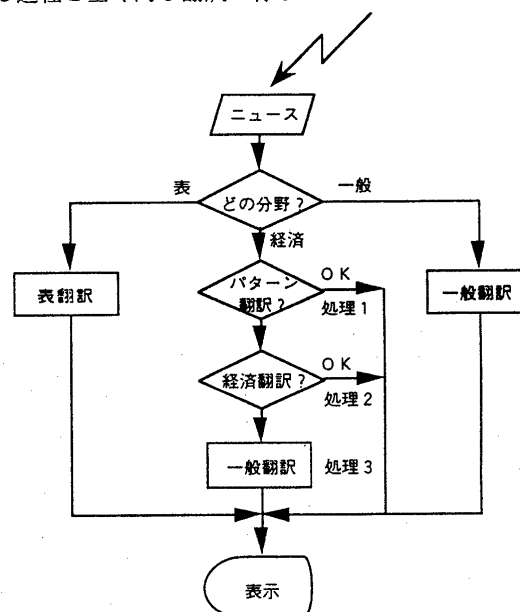 ニュース
表
どの分野?
一般
経済
表翻訳
パターン
翻訳?
OK
処理1
一般翻訳
経済翻訳?
OK
処理2
一般翻訳
処理3
表示